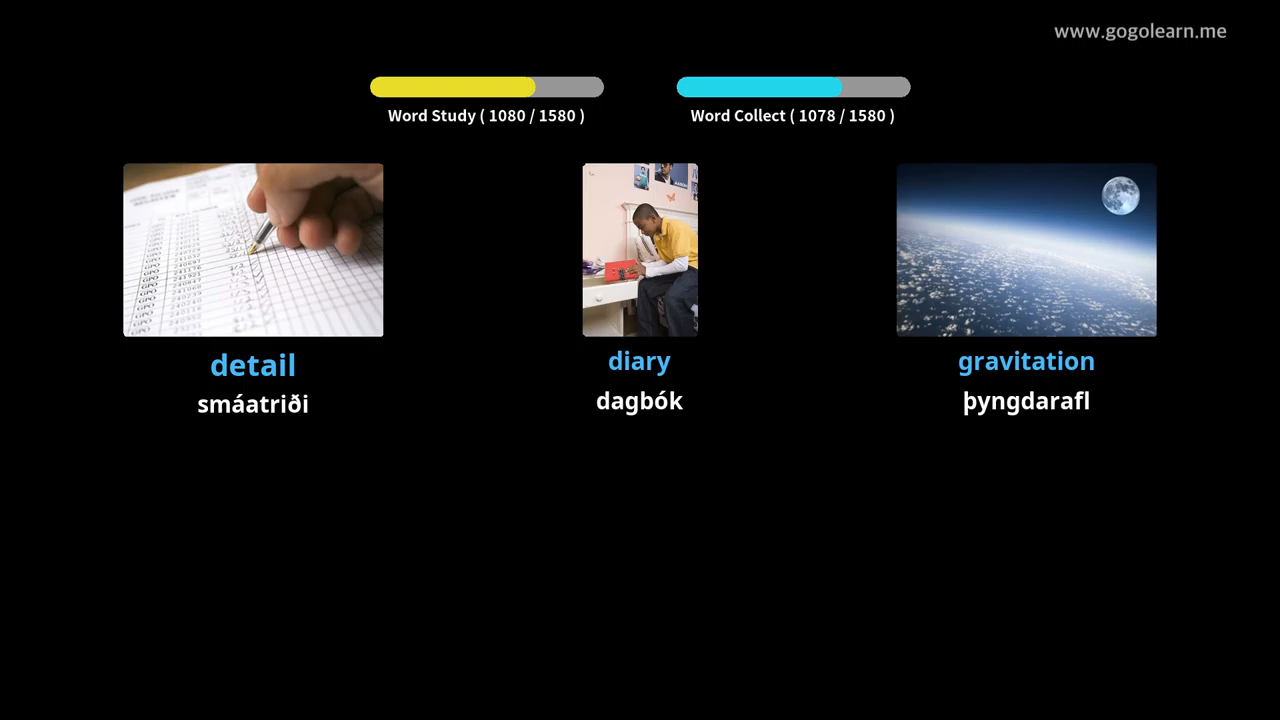 www.gogolearn.me
Word Study ( 1080 / 1580 )
Word Collect ( 1078 / 1580 )
detail
diary
gravitation
smáatriði
dagbók
þyngdarafl